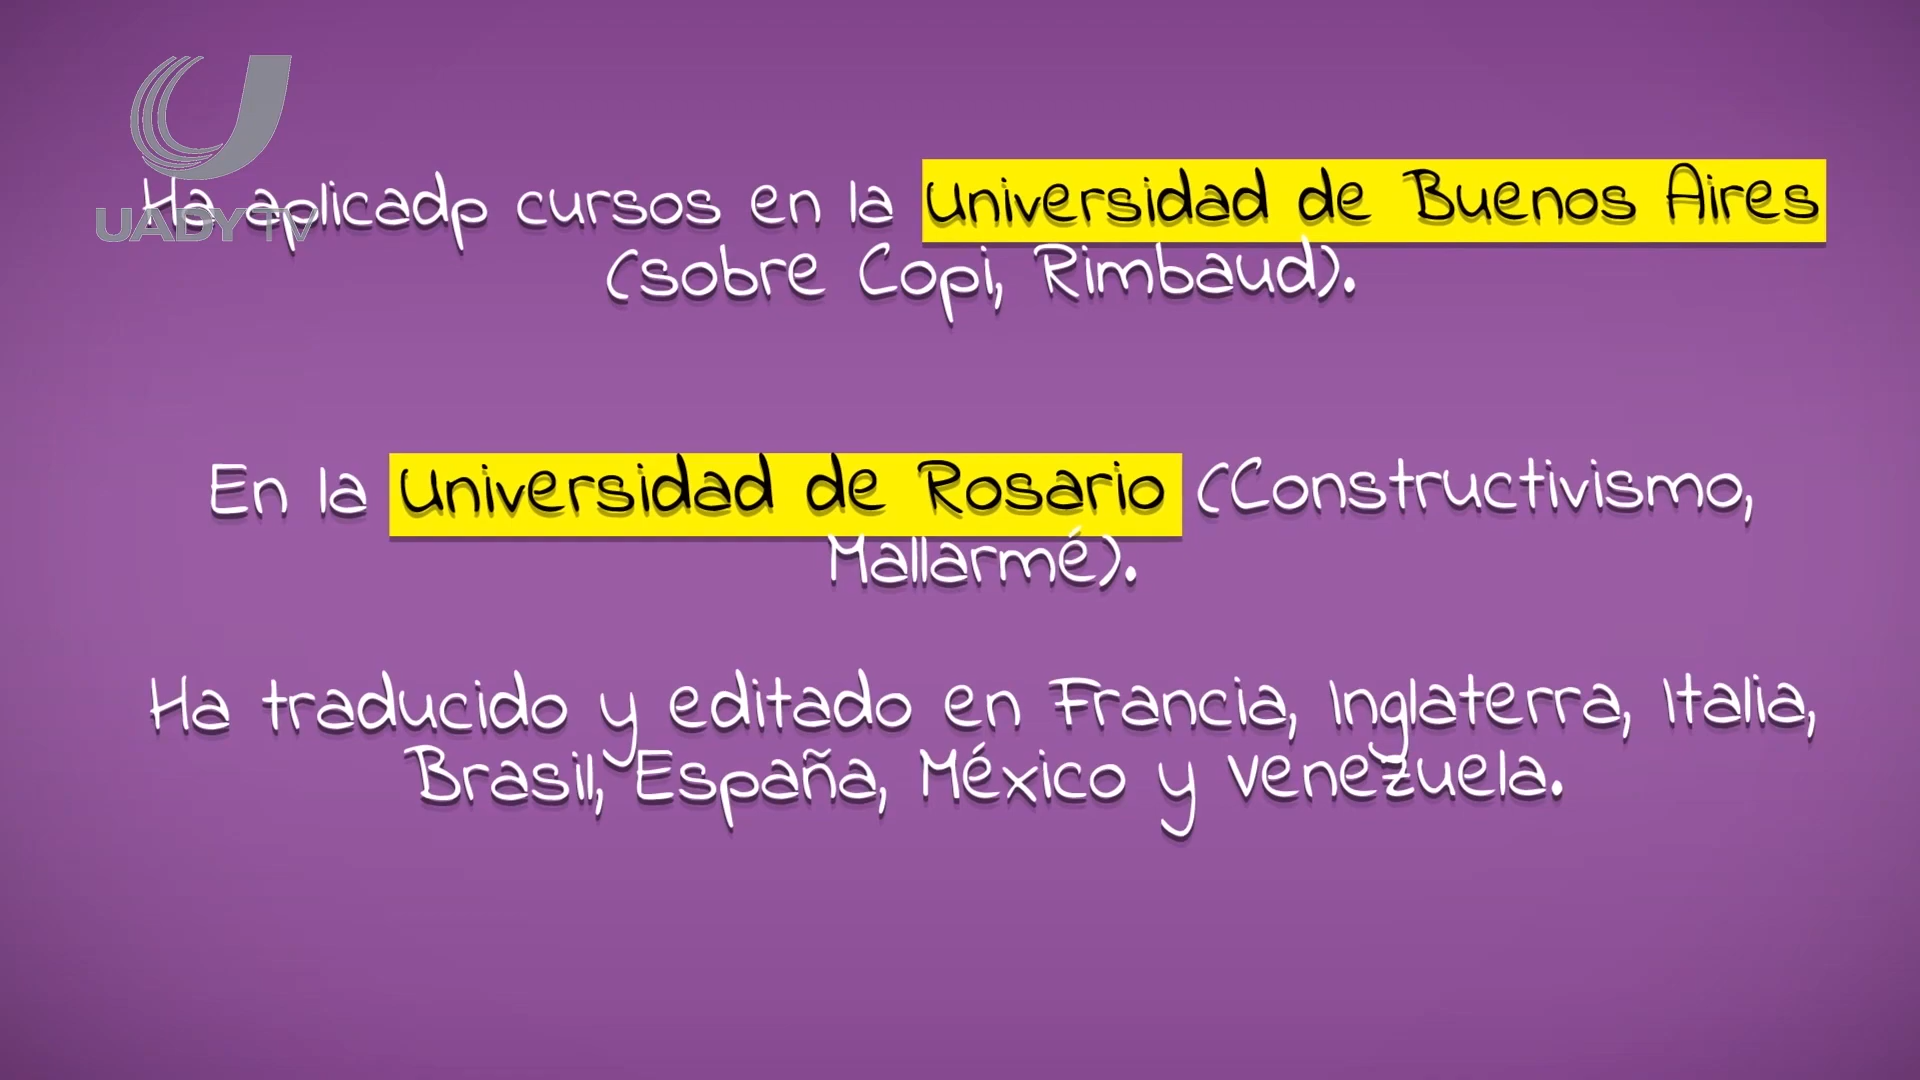 Ha aplicadp cursos en la Universidad de Buenos Aires
UADY TV
(sobre Copi, Rimbaud).
En la Universidad de Rosario (Constructivismo,
Mallarmé).
Ha traducido y editado en Francia, Inglaterra, Italia,
Brasil, España, México y Venezuela.